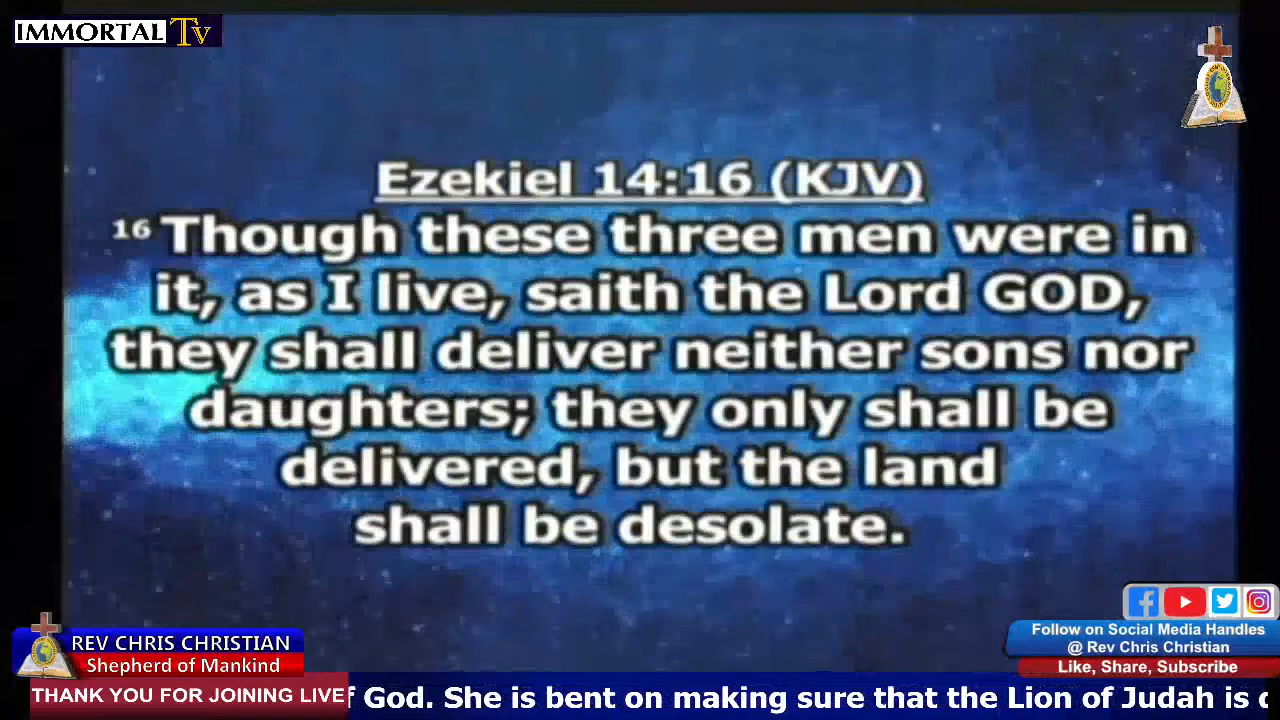 IMMORTAL Tv
Ezekiel 14:16 (KJV)
16 Though these three men were in
it, as I live, saith the Lord GOD,
they shall deliver neither sons nor
daughters; they only shall be
delivered, but the land
shall be desolate.
REV CHRIS CHRISTIAN
Shepherd of Mankind
Follow on Social Media Handles
@ Rev Chris Christian
Like, Share, Subscribe
THANK YOU FOR JOINING LIVE
God. She is bent on making sure that the Lion of Judah is